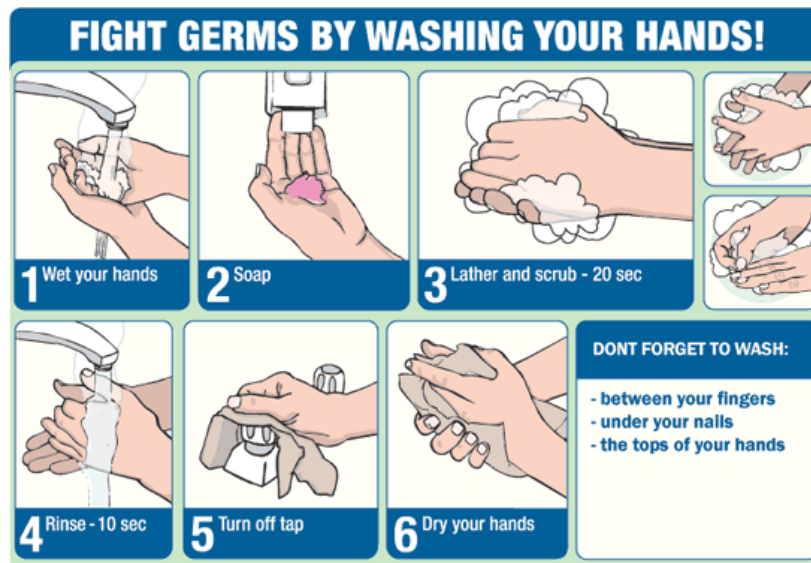 FIGHT GERMS BY WASHING YOUR HANDS!
1 Wet your hands
2 Soap
3 Lather and scrub - 20 sec
4 Rinse - 10 sec
5 Turn off tap
6 Dry your hands
DONT FORGET TO WASH:
- between your fingers
- under your nails
- the tops of your hands